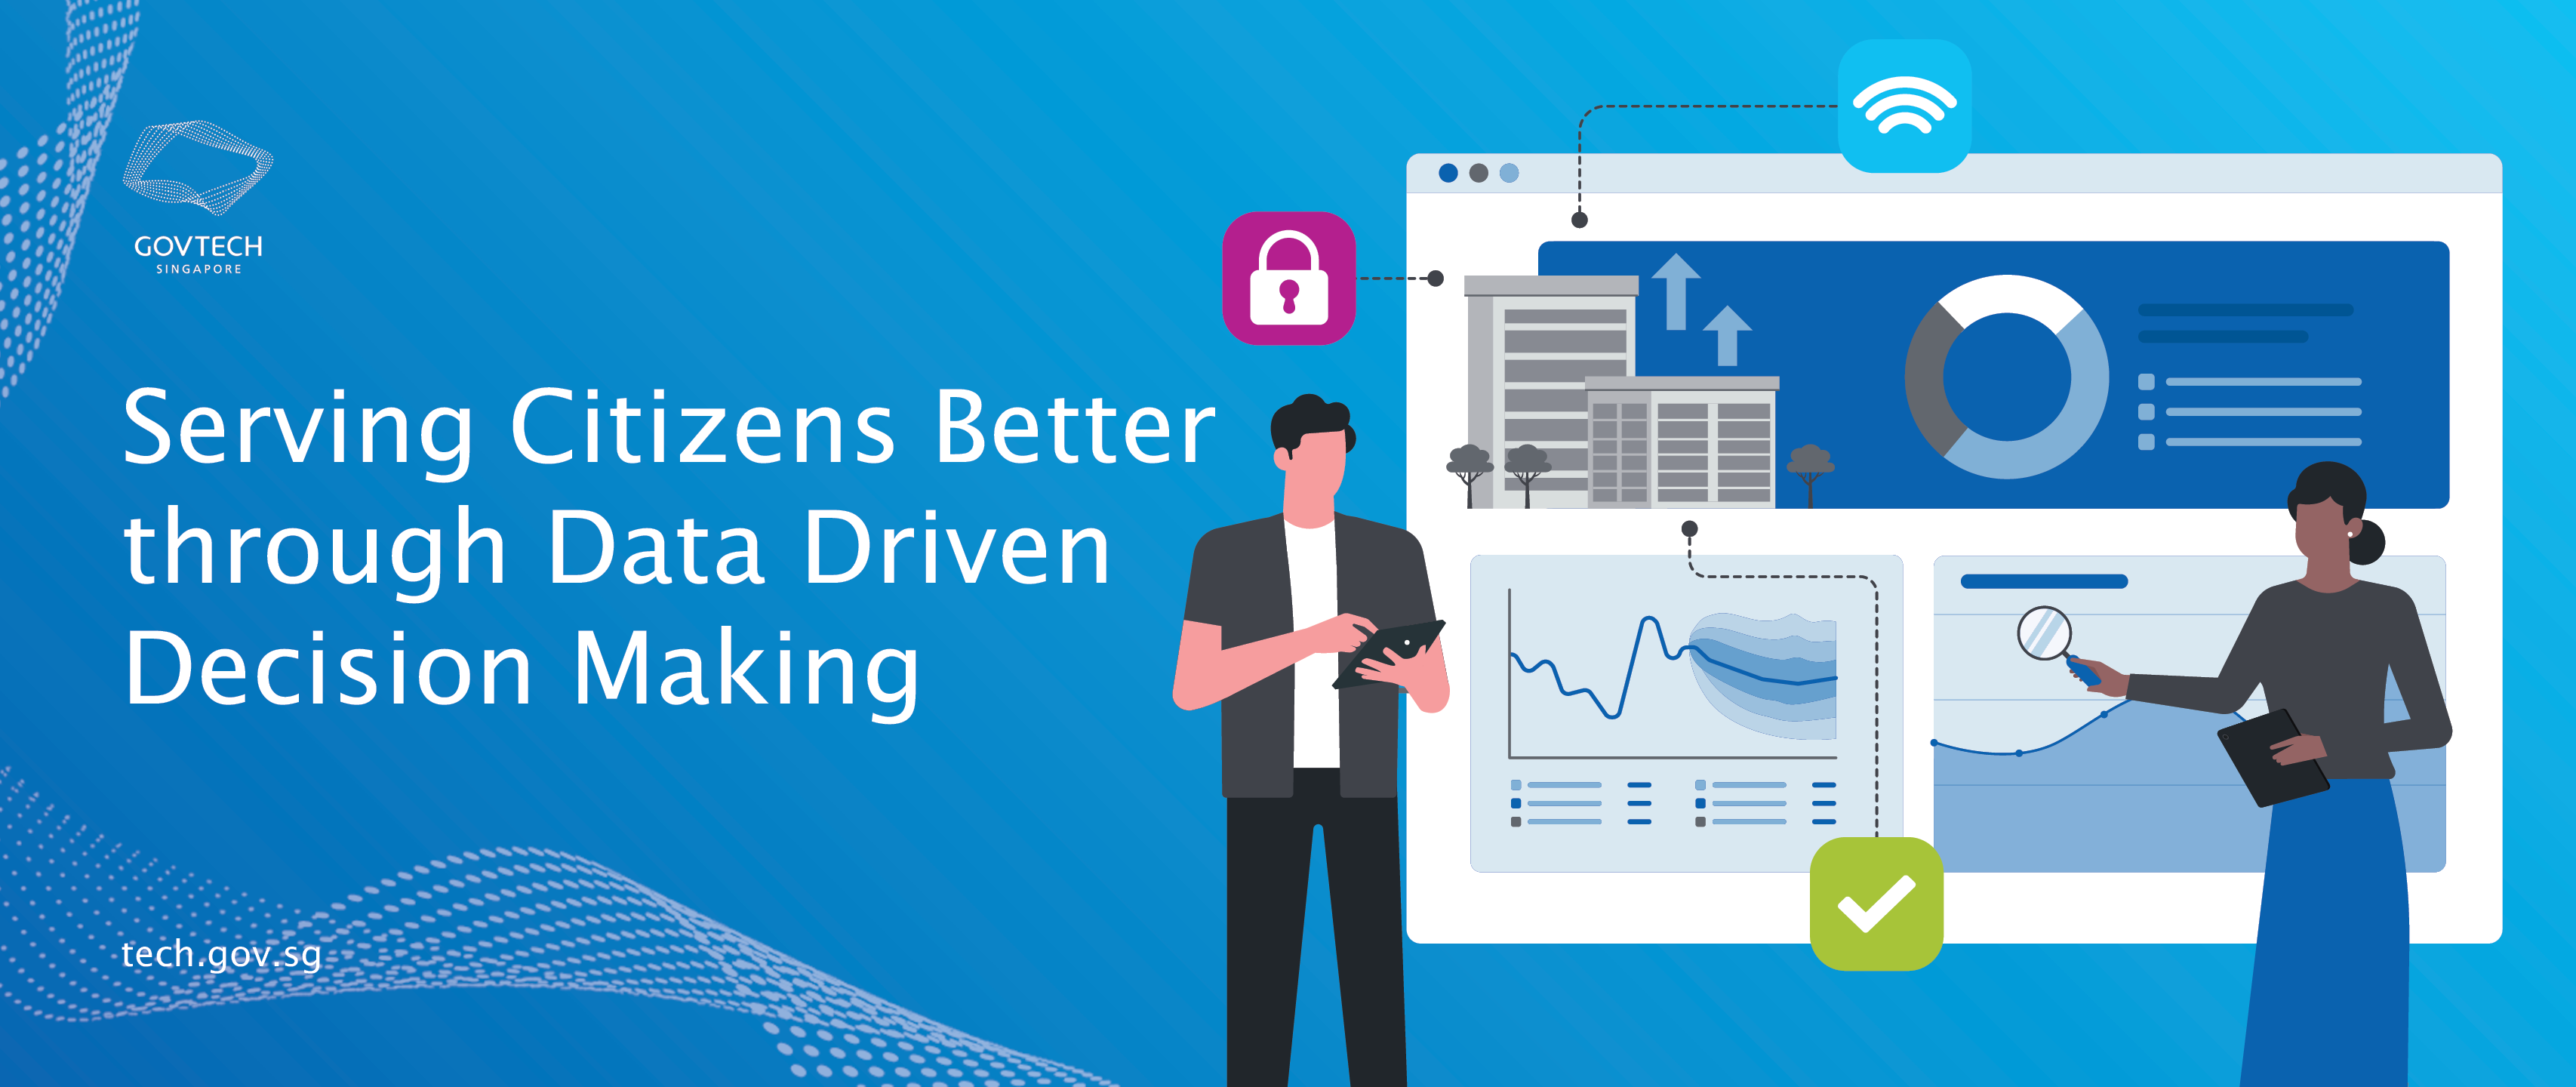 GOVTECH
SINGAPORE
Serving Citizens Better
through Data Driven
Decision Making
tech.gov.sg